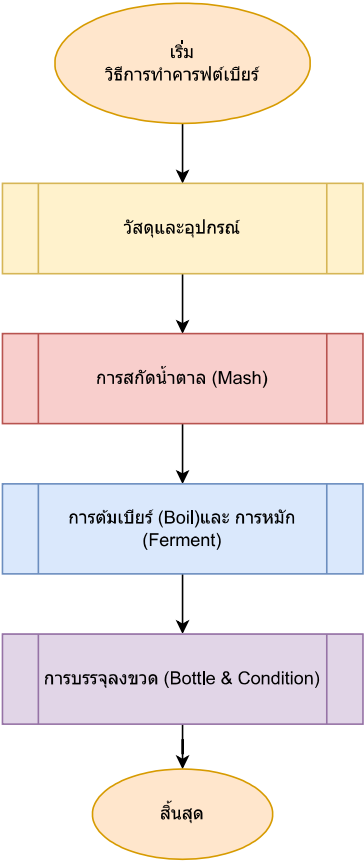 เริ่ม
วิธีการทำคราฟต์เบียร์
วัสดุและอุปกรณ์
การสกัดน้ำตาล (Mash)
การต้มเบียร์ (Boil)และ การหมัก
(Ferment)
การบรรจุลงขวด (Bottle & Condition)
สิ้นสุด